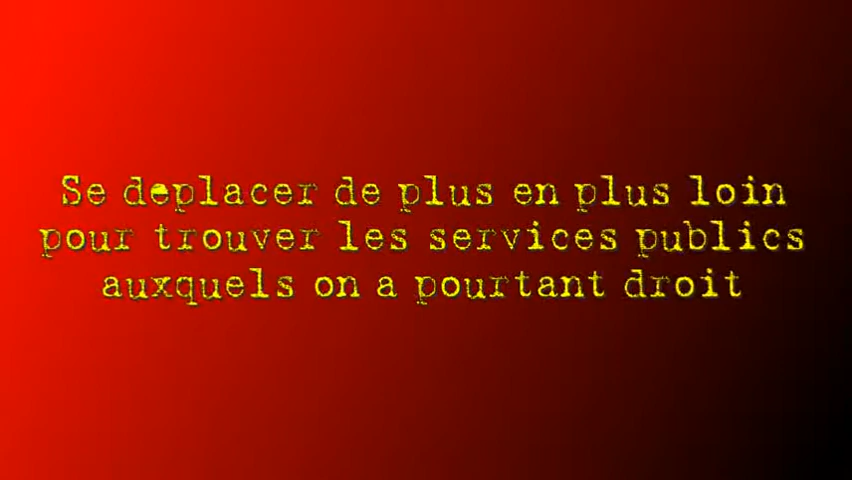 Se deplacer de plus en plus loin
pour trouver les services publics
auxquels on a pourtant droit